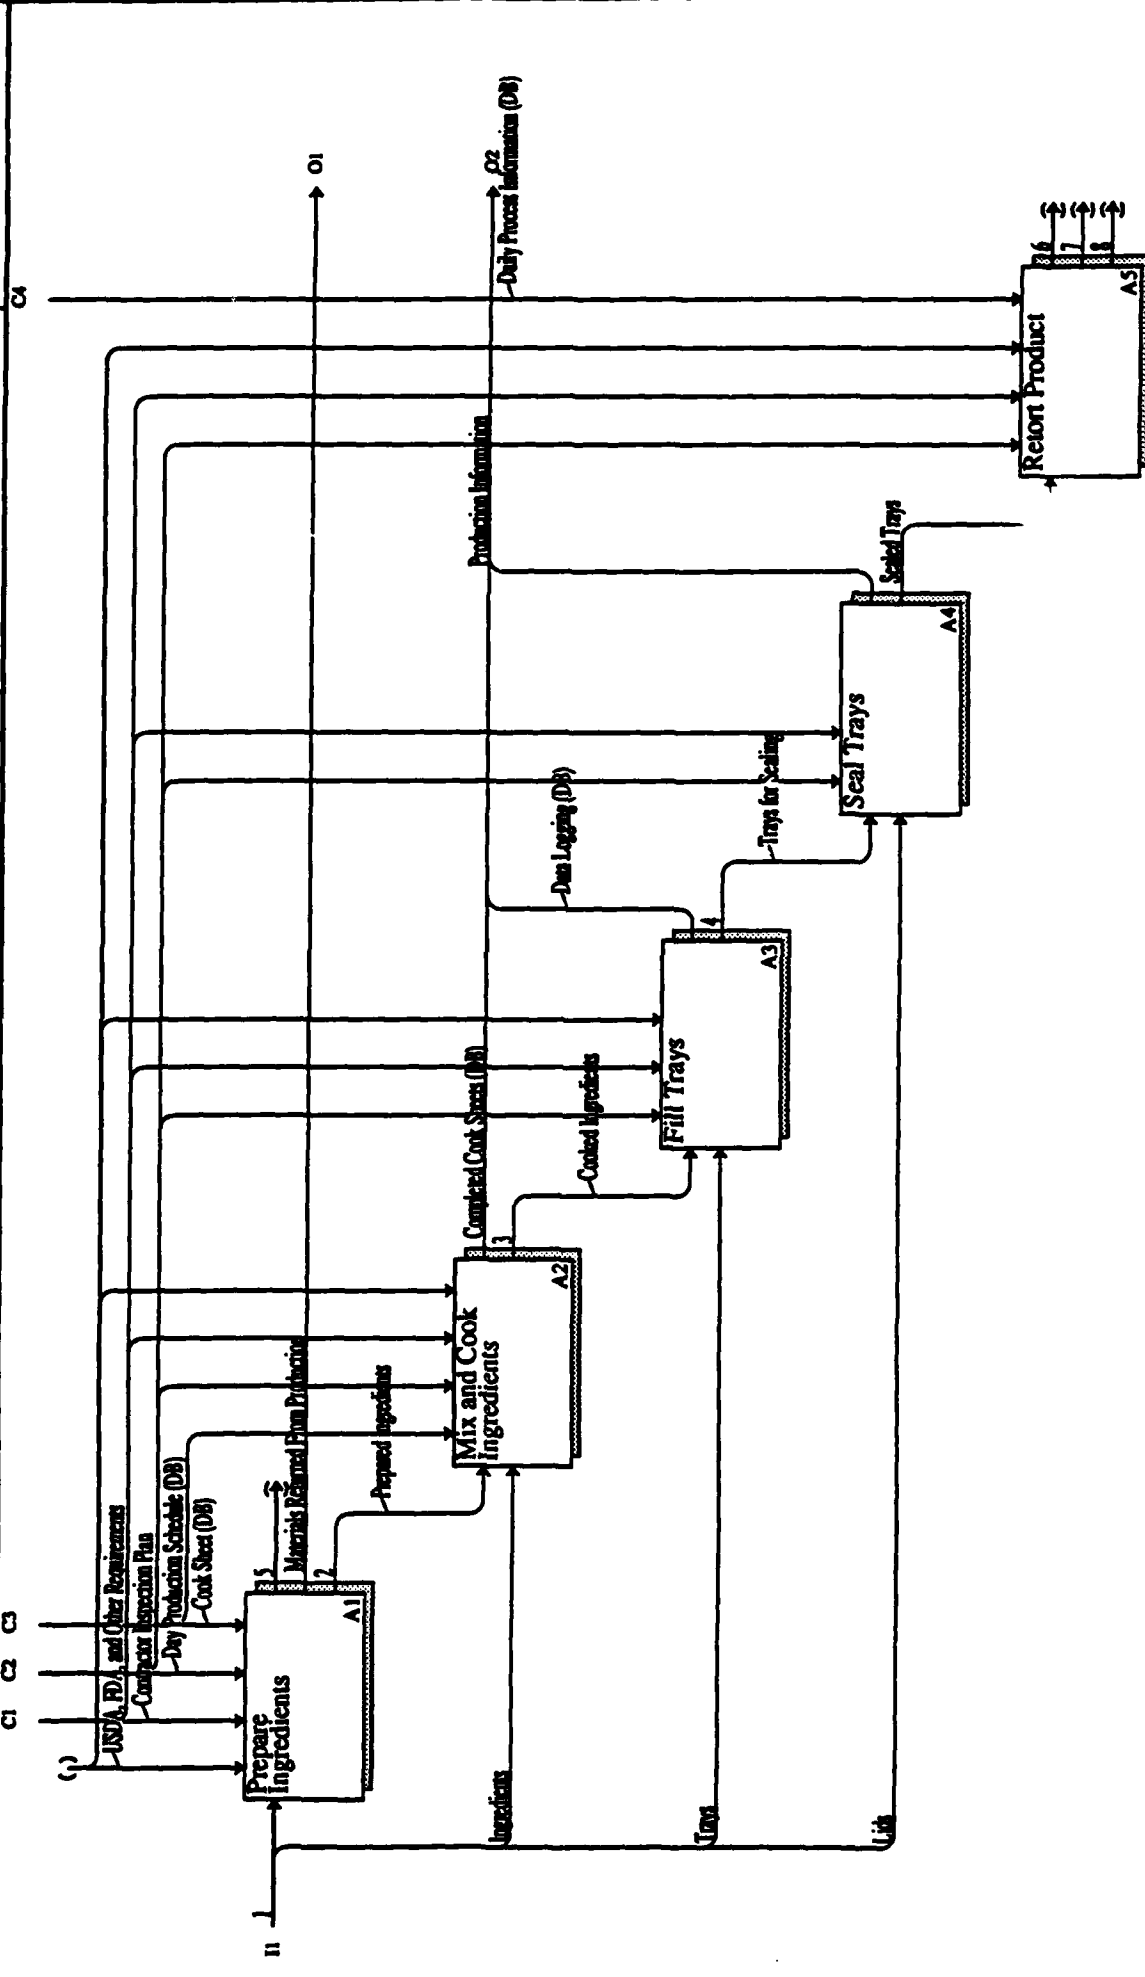 C1
C2
C3
C4
( )
USDA, FDA, and Other Requirements
Contractor Inspection Plan
Day Production Schedule (DB)
Cook Sheet (DB)
I1
1
Prepare
Ingredients
A1
5
( )
Materials Returned From Production
O1
2
Prepared Ingredients
Ingredients
Mix and Cook
Ingredients
A2
Completed Cook Sheets (DB)
3
Cooked Ingredients
Trays
Fill Trays
A3
Data Logging (DB)
4
Trays for Sealing
Lids
Seal Trays
A4
Production Information
O2
Daily Process Information (DB)
Sealed Trays
Retort Product
A5
6
( )
7
( )
8
( )